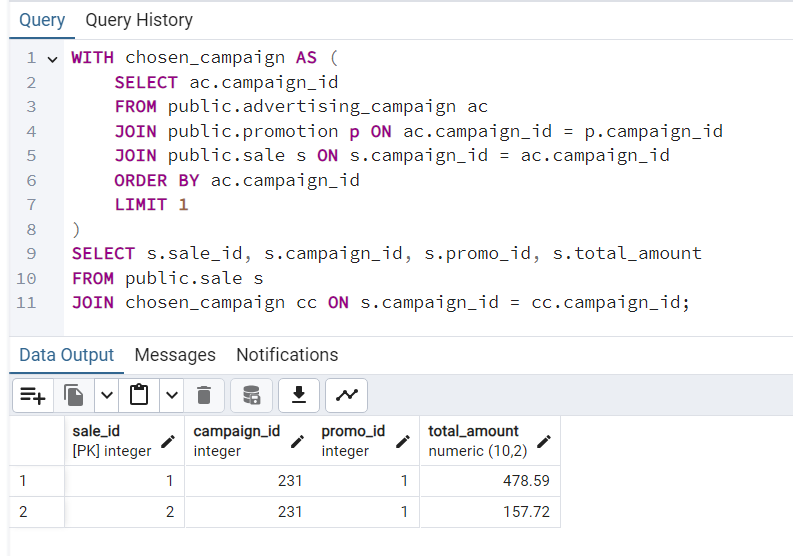 Query Query History
1 WITH chosen_campaign AS (
2 SELECT ac.campaign_id
3 FROM public.advertising_campaign ac
4 JOIN public.promotion p ON ac.campaign_id = p.campaign_id
5 JOIN public.sale s ON s.campaign_id = ac.campaign_id
6 ORDER BY ac.campaign_id
7 LIMIT 1
8 )
9 SELECT s.sale_id, s.campaign_id, s.promo_id, s.total_amount
10 FROM public.sale s
11 JOIN chosen_campaign cc ON s.campaign_id = cc.campaign_id;
Data Output Messages Notifications
sale_id campaign_id promo_id total_amount
[PK] integer integer integer numeric (10,2)
1 1 231 1 478.59
2 2 231 1 157.72